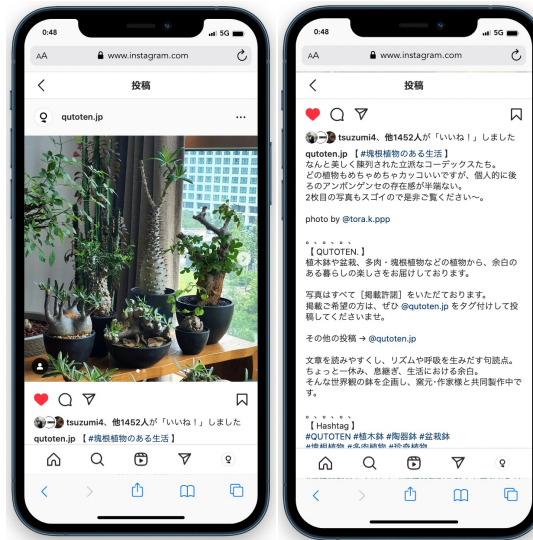 0:48
5G
AA
www.instagram.com
投稿
qutoten.jp
tsuzumi4、他1452人が「いいね！」しました
qutoten.jp 【 #塊根植物のある生活 】
0:48
5G
AA
www.instagram.com
投稿
tsuzumi4、他1452人が「いいね！」しました
qutoten.jp 【 #塊根植物のある生活 】
なんと美しく陳列された立派なコーデックスたち。
どの植物もめちゃめちゃカッコいいですが、個人的に後
ろのアンボンゲンセの存在感が半端ない。
2枚目の写真もスゴイので是非ご覧ください〜。
photo by @tora.k.ppp
。、。、。、
【 QUTOTEN. 】
植木鉢や盆栽、多肉・塊根植物などの植物から、余白の
ある暮らしの楽しさをお届けしております。
写真はすべて［掲載許諾］をいただております。
掲載ご希望の方は、ぜひ @qutoten.jp をタグ付けして投
稿してくださいませ。
その他の投稿 → @qutoten.jp
文章を読みやすくし、リズムや呼吸を生みだす句読点。
ちょっと一休み、息継ぎ、生活における余白。
そんな世界観の鉢を企画し、窯元･作家様と共同製作中で
す。
。、。、。、
【 Hashtag 】
#QUTOTEN #植木鉢 #陶器鉢 #盆栽鉢
#塊根植物 #多肉植物 #珍奇植物